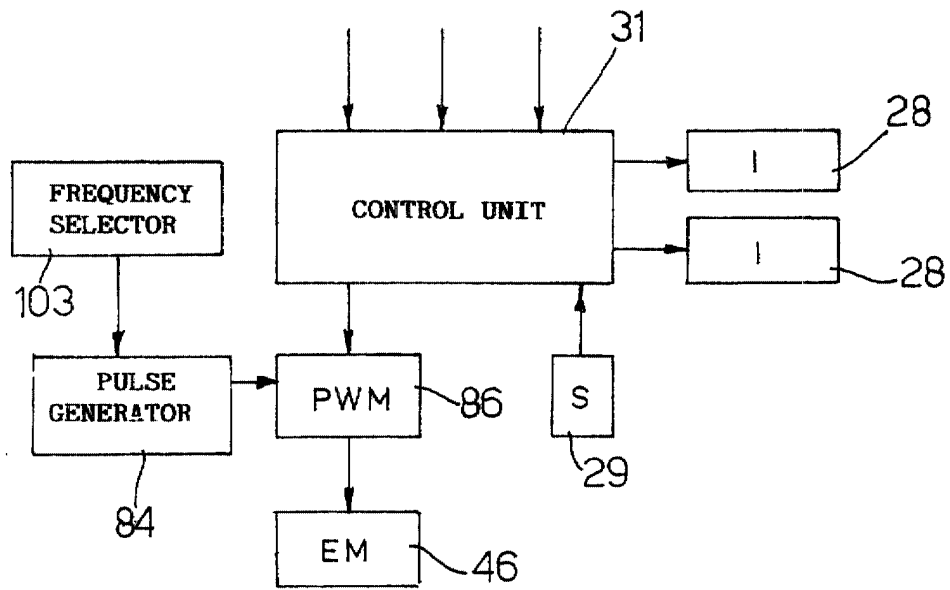 31
28
I
FREQUENCY
SELECTOR
CONTROL UNIT
I
28
103
PULSE
GENERATOR
PWM
86
S
29
84
EM
46